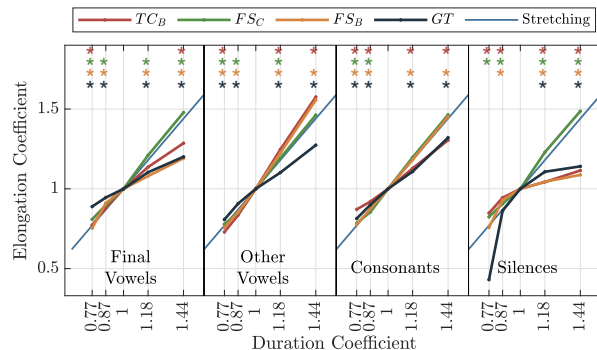 TC_B FS_C FS_B GT Stretching
* * * * * * * * *
* * * * * * * * * * * * *
* * * * * * * * * * * *
* * * * * * * * * * *
1.5
1
0.5
Elongation Coefficient
Final Vowels
Other Vowels
Consonants
Silences
0.77 0.87 1 1.18 1.44 0.77 0.87 1 1.18 1.44 0.77 0.87 1 1.18 1.44 0.77 0.87 1 1.18 1.44
Duration Coefficient